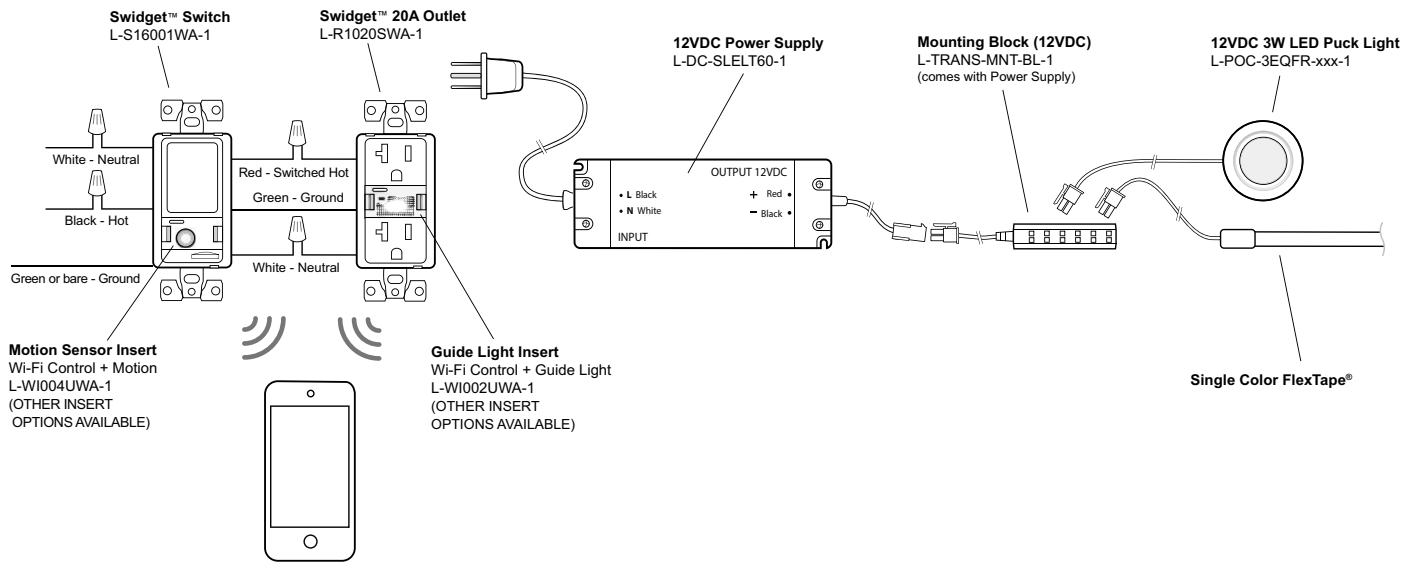 Swidget™ Switch
L-S16001WA-1
Swidget™ 20A Outlet
L-R1020SWA-1
12VDC Power Supply
L-DC-SLELT60-1
Mounting Block (12VDC)
L-TRANS-MNT-BL-1
(comes with Power Supply)
12VDC 3W LED Puck Light
L-POC-3EQFR-xxx-1
White - Neutral
Black - Hot
Green or bare - Ground
Red - Switched Hot
Green - Ground
White - Neutral
OUTPUT 12VDC
• L Black
• N White
+ Red •
− Black •
INPUT
Motion Sensor Insert
Wi-Fi Control + Motion
L-WI004UWA-1
(OTHER INSERT
OPTIONS AVAILABLE)
Guide Light Insert
Wi-Fi Control + Guide Light
L-WI002UWA-1
(OTHER INSERT
OPTIONS AVAILABLE)
Single Color FlexTape®